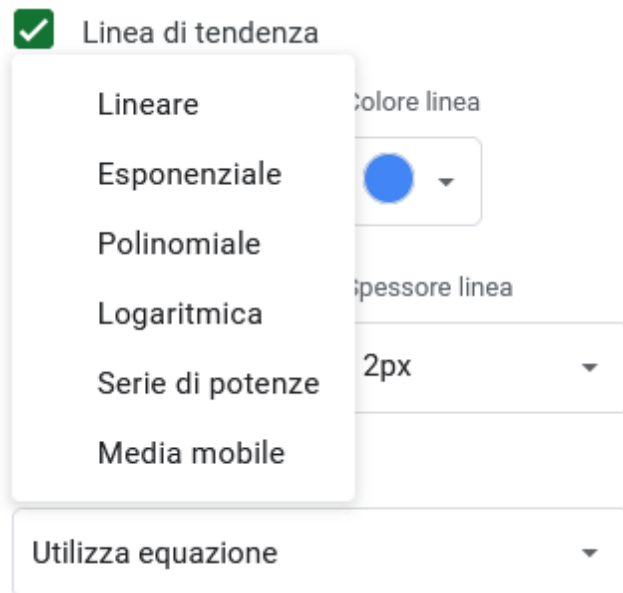 Linea di tendenza
Lineare
Colore linea
Esponenziale
Polinomiale
Logaritmica
Spessore linea
Serie di potenze
2px
Media mobile
Utilizza equazione